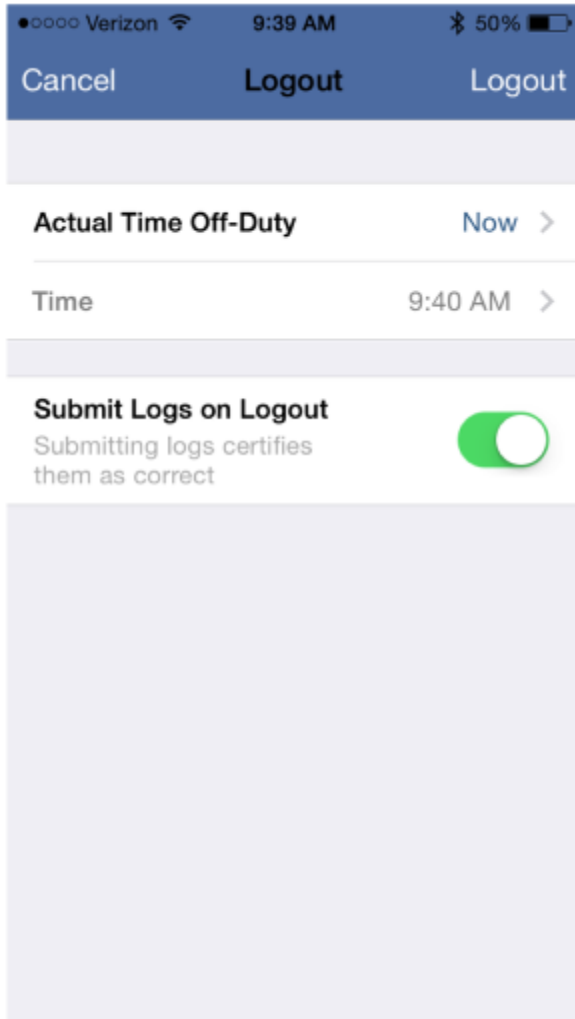 Verizon 9:39 AM 50%
Cancel Logout Logout
Actual Time Off-Duty Now
Time 9:40 AM
Submit Logs on Logout
Submitting logs certifies
them as correct